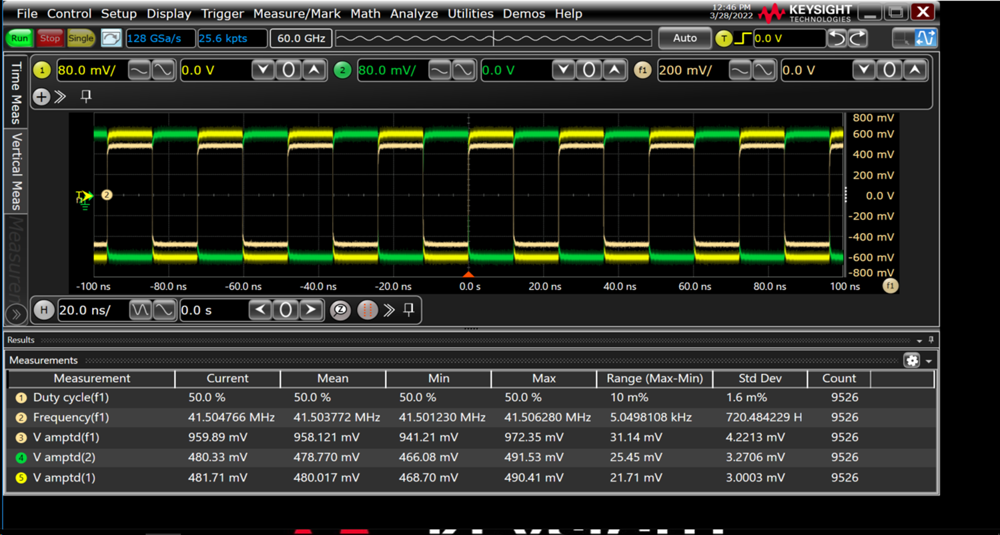 File Control Setup Display Trigger Measure/Mark Math Analyze Utilities Demos Help 12:46 PM 3/28/2022 KEYSIGHT TECHNOLOGIES X
Run Stop Single 128 GSa/s 25.6 kpts 60.0 GHz Auto T 0.0 V
Time Meas
Vertical Meas
1 80.0 mV/ 0.0 V 0 2 80.0 mV/ 0.0 V 0 f1 200 mV/ 0.0 V 0
800 mV
600 mV
400 mV
200 mV
T 2 0.0 V
-200 mV
-400 mV
-600 mV
-800 mV
-100 ns -80.0 ns -60.0 ns -40.0 ns -20.0 ns 0.0 s 20.0 ns 40.0 ns 60.0 ns 80.0 ns 100 ns f1
H 20.0 ns/ 0.0 s 0 Z
Results
Measurements
Measurement Current Mean Min Max Range (Max-Min) Std Dev Count
1 Duty cycle(f1) 50.0 % 50.0 % 50.0 % 50.0 % 10 m% 1.6 m% 9526
2 Frequency(f1) 41.504766 MHz 41.503772 MHz 41.501230 MHz 41.506280 MHz 5.0498108 kHz 720.484229 H 9526
3 V amptd(f1) 959.89 mV 958.121 mV 941.21 mV 972.35 mV 31.14 mV 4.2213 mV 9526
4 V amptd(2) 480.33 mV 478.770 mV 466.08 mV 491.53 mV 25.45 mV 3.2706 mV 9526
5 V amptd(1) 481.71 mV 480.017 mV 468.70 mV 490.41 mV 21.71 mV 3.0003 mV 9526